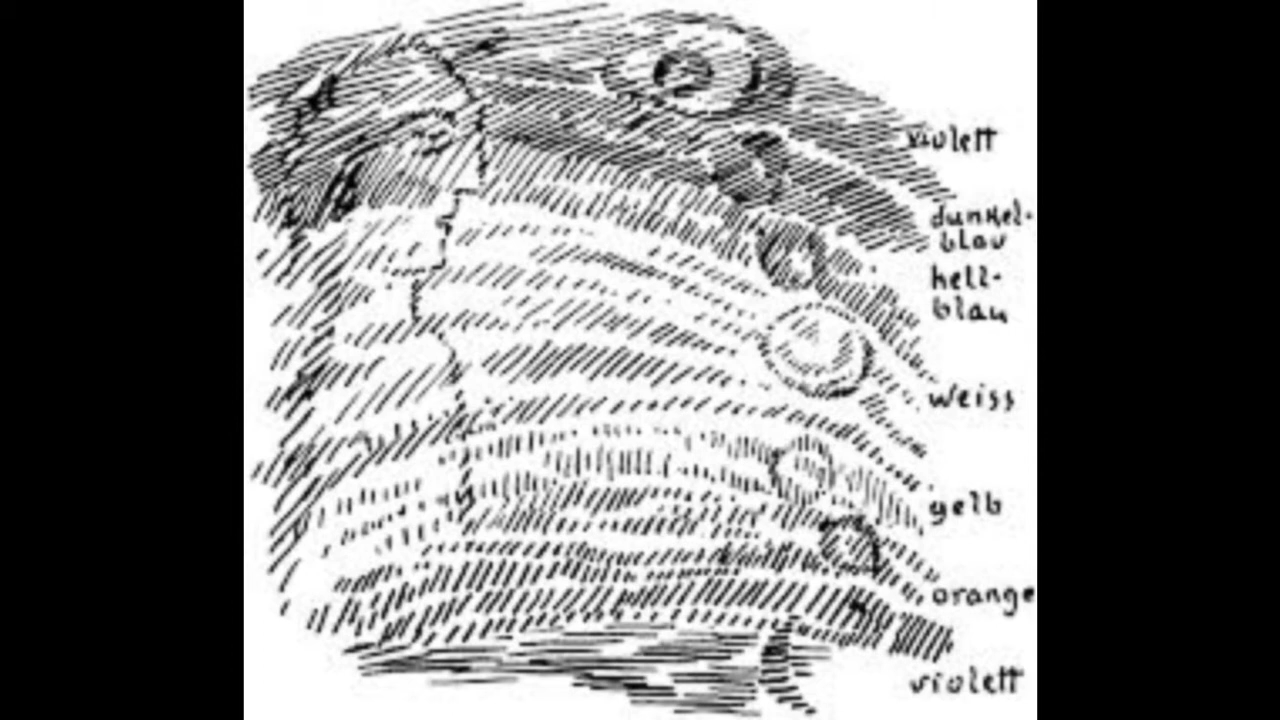 violett
dunkel-
blau
hell-
blau
weiss
gelb
orange
violett